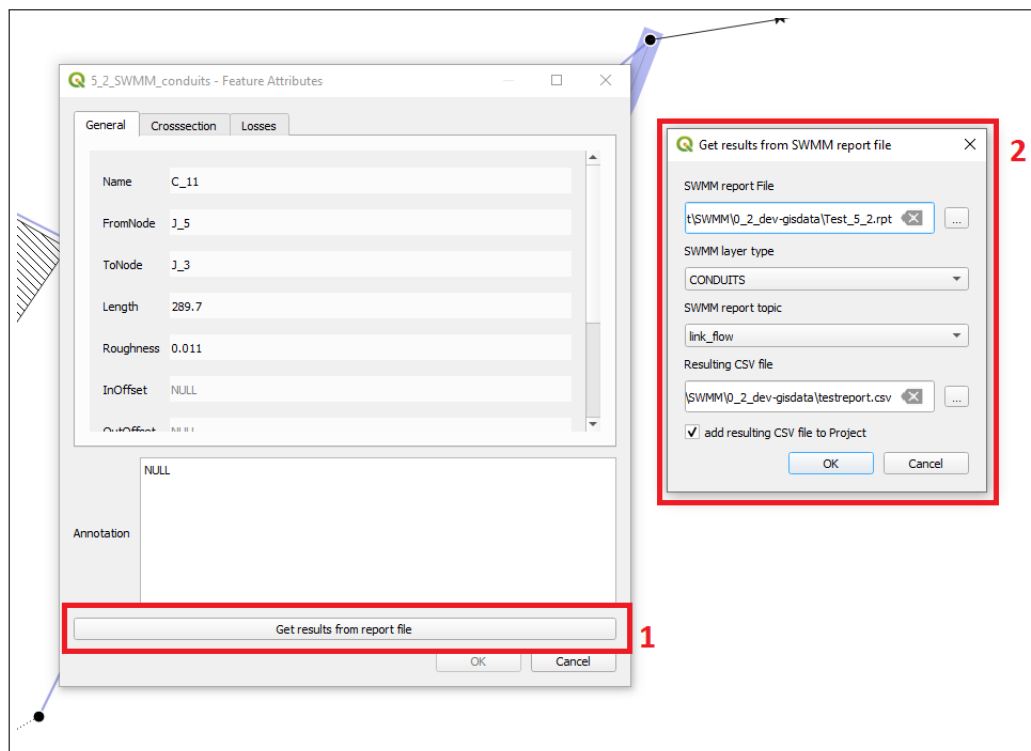 5_2_SWMM_conduits - Feature Attributes
General
Crosssection
Losses
Name C_11
FromNode J_5
ToNode J_3
Length 289.7
Roughness 0.011
InOffset NULL
OutOffset NULL
Annotation NULL
Get results from report file
1
OK
Cancel
Get results from SWMM report file
2
SWMM report File
t\SWMM\0_2_dev-gisdata\Test_5_2.rpt
...
SWMM layer type
CONDUITS
SWMM report topic
link_flow
Resulting CSV file
\SWMM\0_2_dev-gisdata\testreport.csv
...
add resulting CSV file to Project
OK
Cancel